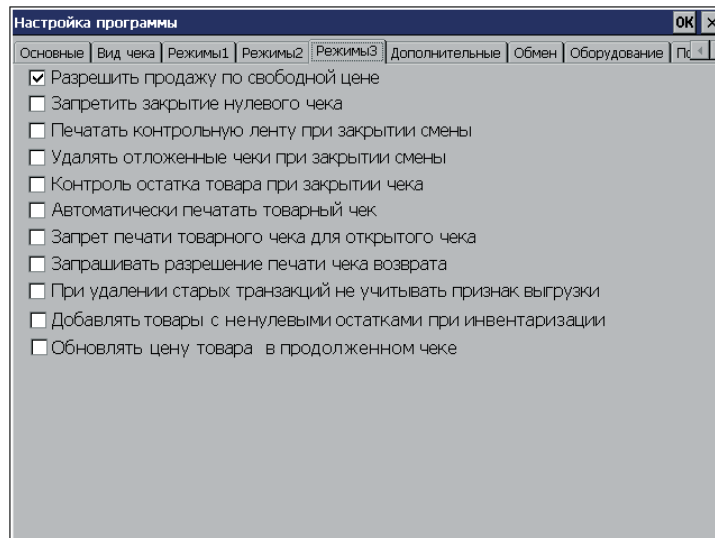 Настройка программы OK ×
Основные Вид чека Режимы1 Режимы2 Режимы3 Дополнительные Обмен Оборудование
Разрешить продажу по свободной цене
Запретить закрытие нулевого чека
Печатать контрольную ленту при закрытии смены
Удалять отложенные чеки при закрытии смены
Контроль остатка товара при закрытии чека
Автоматически печатать товарный чек
Запрет печати товарного чека для открытого чека
Запрашивать разрешение печати чека возврата
При удалении старых транзакций не учитывать признак выгрузки
Добавлять товары с ненулевыми остатками при инвентаризации
Обновлять цену товара в продолженном чеке